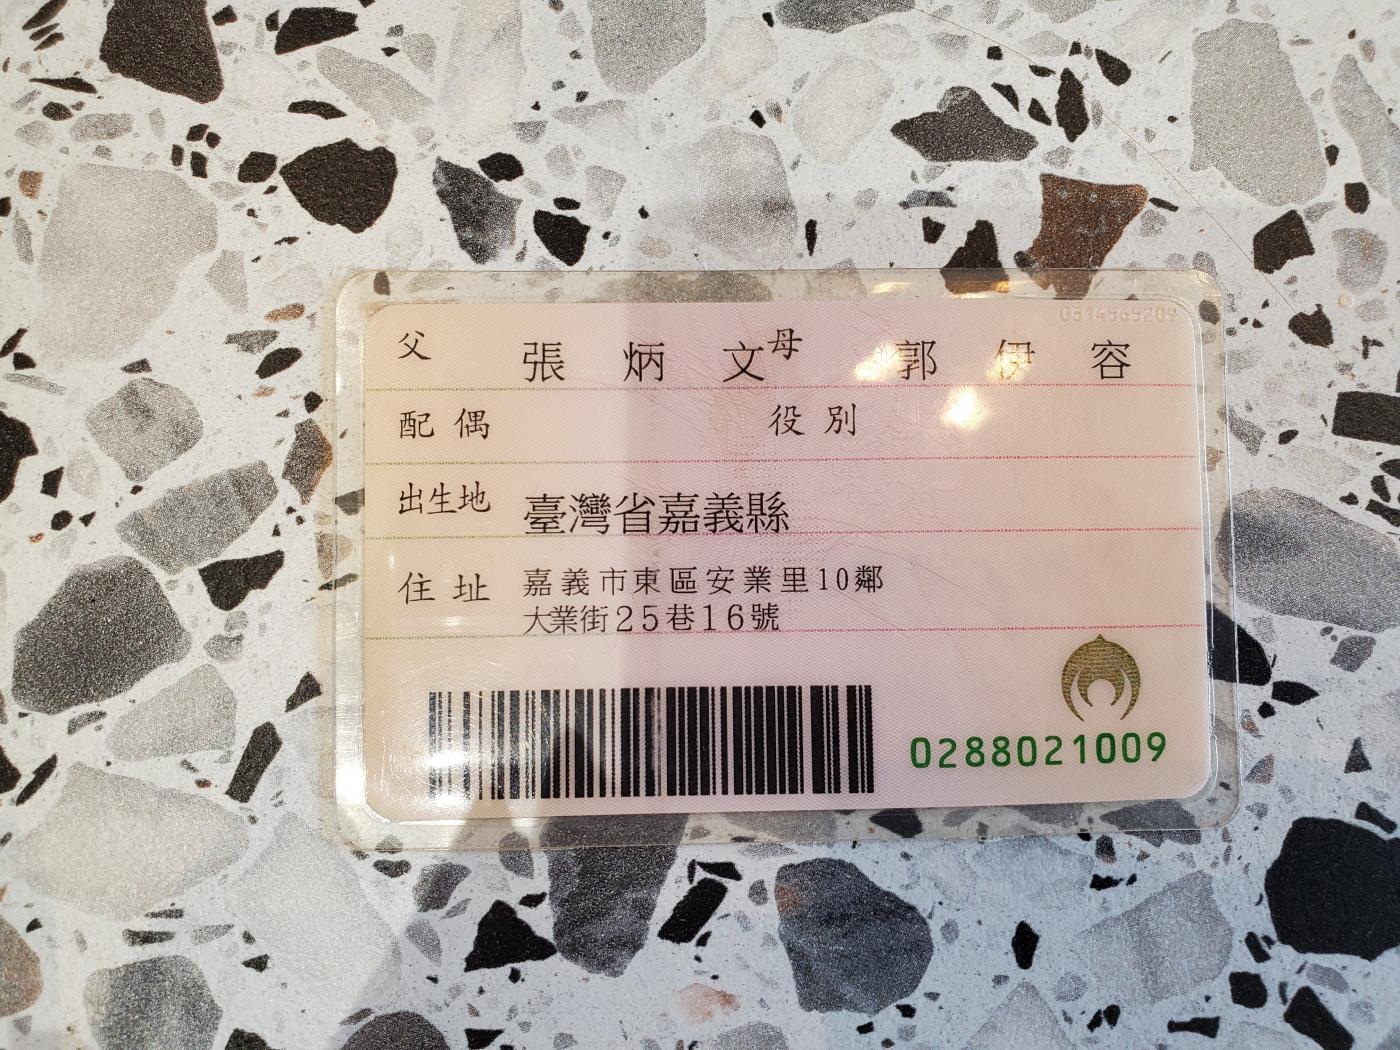 0314565209
父 張炳文 母 郭伊容
配偶 役別
出生地 臺灣省嘉義縣
住址 嘉義市東區安業里10鄰
大業街25巷16號
0288021009